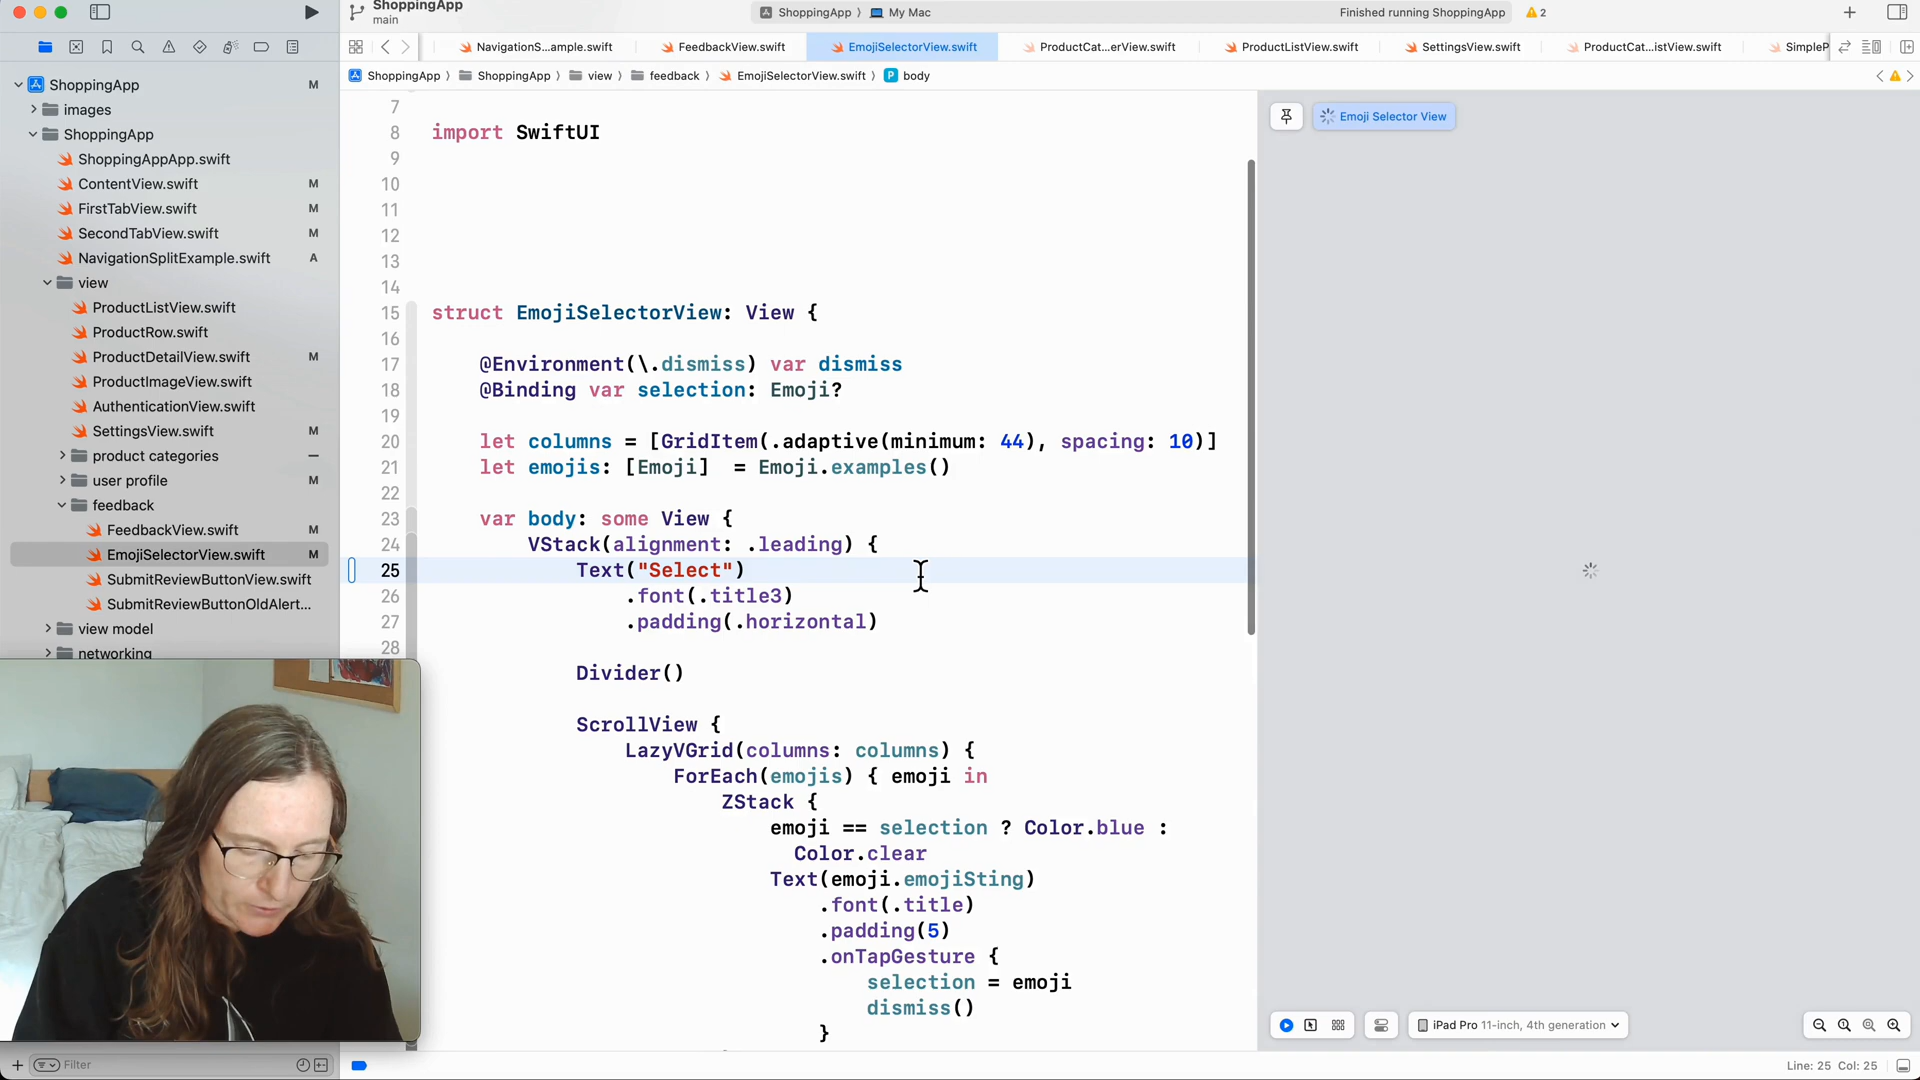 ShoppingApp
main
ShoppingApp 〉 My Mac
Finished running ShoppingApp
2
NavigationS...ample.swift
FeedbackView.swift
EmojiSelectorView.swift
ProductCat...erView.swift
ProductListView.swift
SettingsView.swift
ProductCat...istView.swift
SimpleP
ShoppingApp 〉 ShoppingApp 〉 view 〉 feedback 〉 EmojiSelectorView.swift 〉 P body
ShoppingApp M
images
ShoppingApp
ShoppingAppApp.swift
ContentView.swift M
FirstTabView.swift M
SecondTabView.swift M
NavigationSplitExample.swift A
view
ProductListView.swift
ProductRow.swift
ProductDetailView.swift M
ProductImageView.swift
AuthenticationView.swift
SettingsView.swift M
product categories
user profile M
feedback
FeedbackView.swift M
EmojiSelectorView.swift M
SubmitReviewButtonView.swift
SubmitReviewButtonOldAlert...
view model
networking
Filter
7
8 import SwiftUI
9
10
11
12
13
14
15 struct EmojiSelectorView: View {
16
17 @Environment(\.dismiss) var dismiss
18 @Binding var selection: Emoji?
19
20 let columns = [GridItem(.adaptive(minimum: 44), spacing: 10)]
21 let emojis: [Emoji]  = Emoji.examples()
22
23 var body: some View {
24 VStack(alignment: .leading) {
25 Text("Select")
26 .font(.title3)
27 .padding(.horizontal)
28
Divider()
ScrollView {
LazyVGrid(columns: columns) {
ForEach(emojis) { emoji in
ZStack {
emoji == selection ? Color.blue :
Color.clear
Text(emoji.emojiSting)
.font(.title)
.padding(5)
.onTapGesture {
selection = emoji
dismiss()
}
Emoji Selector View
iPad Pro 11-inch, 4th generation
Line: 25 Col: 25